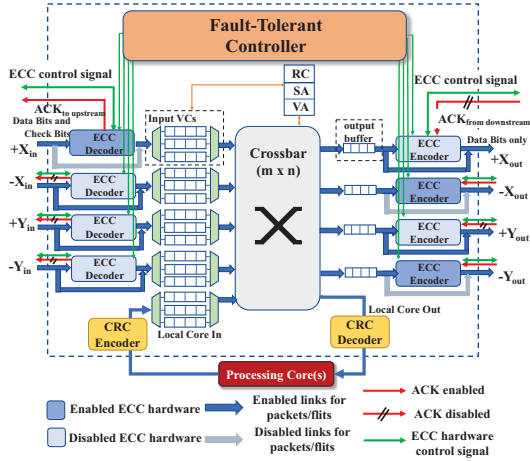 Fault-Tolerant
Controller
ECC control signal
ACKto upstream
Data Bits and
Check Bits
Input VCs
RC
SA
VA
output
buffer
ECC control signal
ACKfrom downstream
Data Bits only
+Xin
ECC
Decoder
Crossbar
(m x n)
ECC
Encoder
+Xout
-Xin
ECC
Decoder
ECC
Encoder
-Xout
+Yin
ECC
Decoder
ECC
Encoder
+Yout
-Yin
ECC
Decoder
ECC
Encoder
-Yout
CRC
Encoder
Local Core In
Local Core Out
CRC
Decoder
Processing Core(s)
Enabled ECC hardware
Enabled links for
packets/flits
ACK enabled
ACK disabled
Disabled ECC hardware
Disabled links for
packets/flits
ECC hardware
control signal